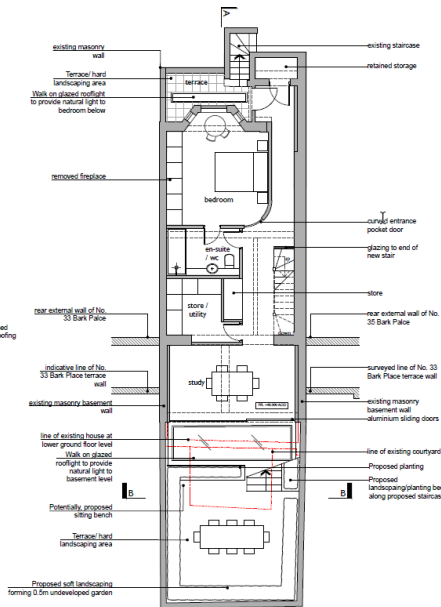 A
existing masonry
wall
existing staircase
retained storage
Terrace/ hard
landscaping area
terrace
Walk on glazed rooflight
to provide natural light to
bedroom below
removed fireplace
bedroom
curved entrance
pocket door
en-suite
/ wc
glazing to end of
new stair
store /
utility
store
rear external wall of No.
33 Bark Palce
rear external wall of No.
35 Bark Place
DOWN
indicative line of No.
33 Bark Place terrace
wall
surveyed line of No. 33
Bark Place terrace wall
study
existing masonry basement
wall
existing masonry
basement wall
aluminium sliding doors
line of existing house at
lower ground floor level
line of existing courtyard
Walk on glazed
rooflight to provide
natural light to
basement level
Proposed planting
Proposed
landscpaing/planting bed
along proposed staircas
B
B
Potentially, proposed
sitting bench
Terrace/ hard
landscaping area
Proposed soft landscaping
forming 0.5m undeveloped garden